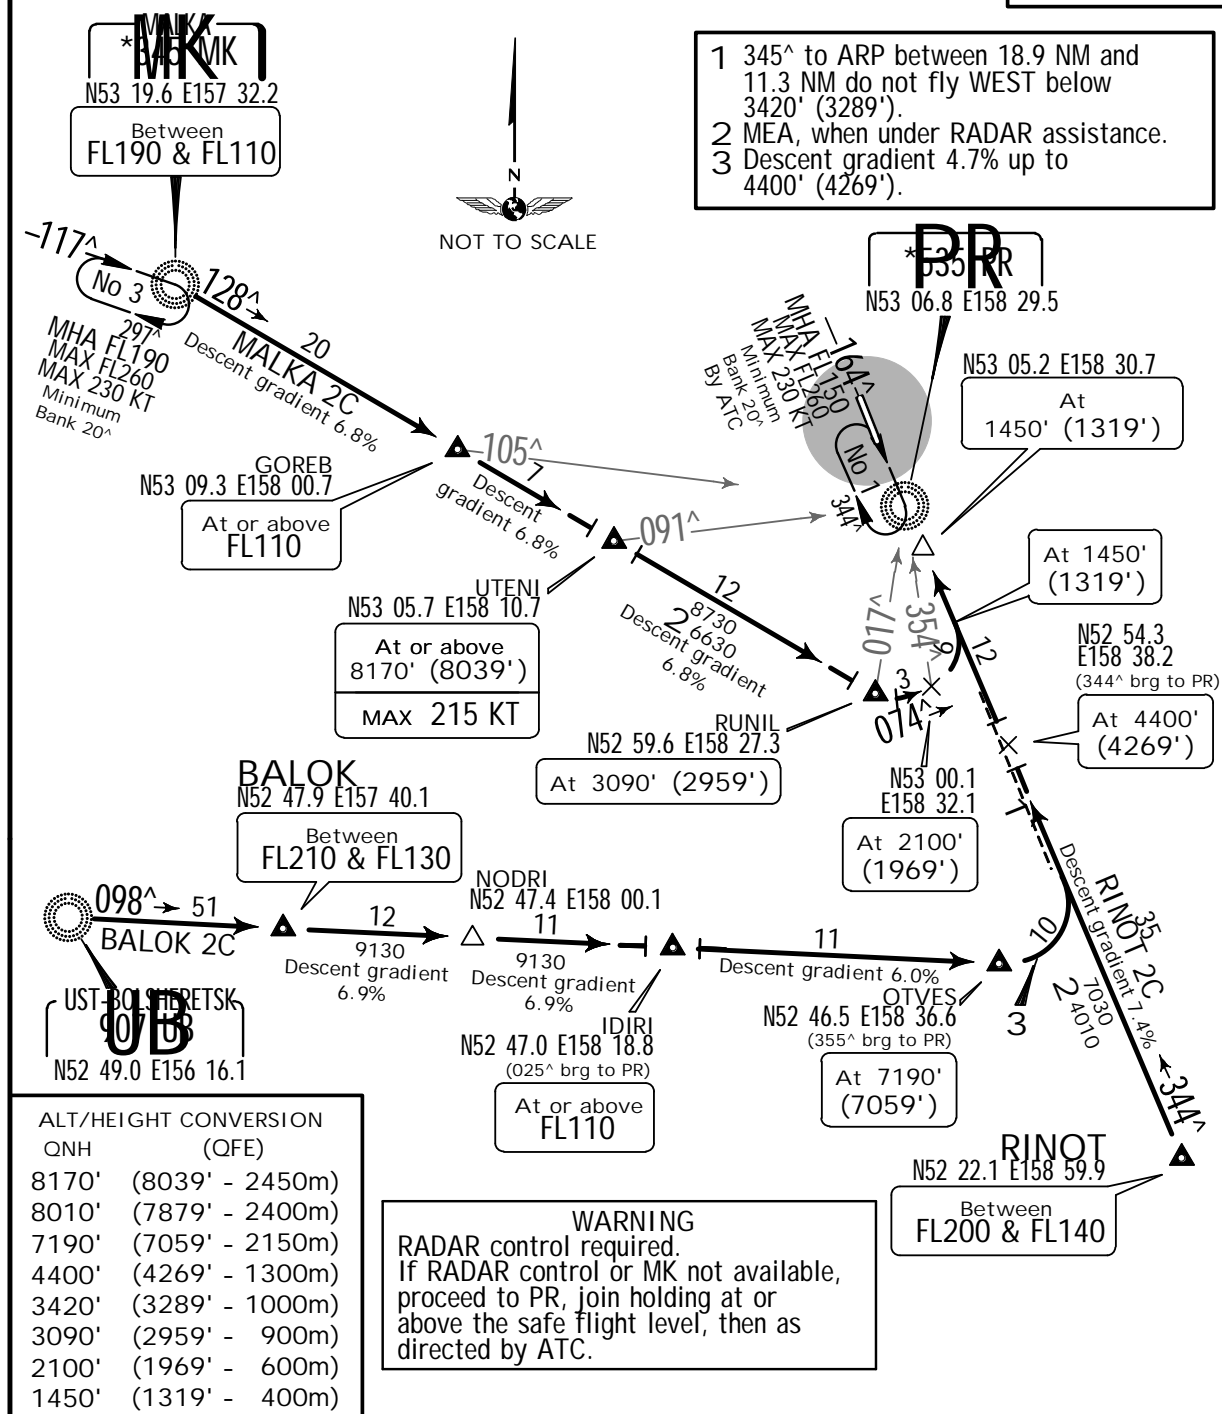 MALKA
*345 MK
MK
N53 19.6 E157 32.2
Between
FL190 & FL110
N
NOT TO SCALE
1 345^ to ARP between 18.9 NM and
11.3 NM do not fly WEST below
3420' (3289').
2 MEA, when under RADAR assistance.
3 Descent gradient 4.7% up to
4400' (4269').
117^
No 3
297^
MHA FL190
MAX FL260
MAX 230 KT
Minimum
Bank 20^
128^
20
MALKA 2C
Descent gradient 6.8%
PR
*535 PR
N53 06.8 E158 29.5
164^
MHA FL150
MAX FL260
MAX 230 KT
Minimum
Bank 20^
By ATC
No 1
344^
N53 05.2 E158 30.7
At
1450' (1319')
GOREB
N53 09.3 E158 00.7
At or above
FL110
105^
7
Descent
gradient 6.8%
091^
UTENI
N53 05.7 E158 10.7
At or above
8170' (8039')
MAX 215 KT
12
8730
2 6630
Descent gradient
6.8%
017^
354^
9
12
At 1450'
(1319')
N52 54.3
E158 38.2
(344^ brg to PR)
At 4400'
(4269')
3
074^
RUNIL
N52 59.6 E158 27.3
At 3090' (2959')
N53 00.1
E158 32.1
At 2100'
(1969')
1
BALOK
N52 47.9 E157 40.1
Between
FL210 & FL130
098^
51
BALOK 2C
12
9130
Descent gradient
6.9%
NODRI
N52 47.4 E158 00.1
11
9130
Descent gradient
6.9%
11
Descent gradient 6.0%
IDIRI
N52 47.0 E158 18.8
(025^ brg to PR)
At or above
FL110
OTVES
N52 46.5 E158 36.6
(355^ brg to PR)
At 7190'
(7059')
10
3
35
RINOT 2C
Descent gradient 7.4%
7030
2 4010
344^
RINOT
N52 22.1 E158 59.9
Between
FL200 & FL140
UST-BOLSHERETSK
907 UB
UB
N52 49.0 E156 16.1
ALT/HEIGHT CONVERSION
QNH (QFE)
8170' (8039' - 2450m)
8010' (7879' - 2400m)
7190' (7059' - 2150m)
4400' (4269' - 1300m)
3420' (3289' - 1000m)
3090' (2959' - 900m)
2100' (1969' - 600m)
1450' (1319' - 400m)
WARNING
RADAR control required.
If RADAR control or MK not available,
proceed to PR, join holding at or
above the safe flight level, then as
directed by ATC.